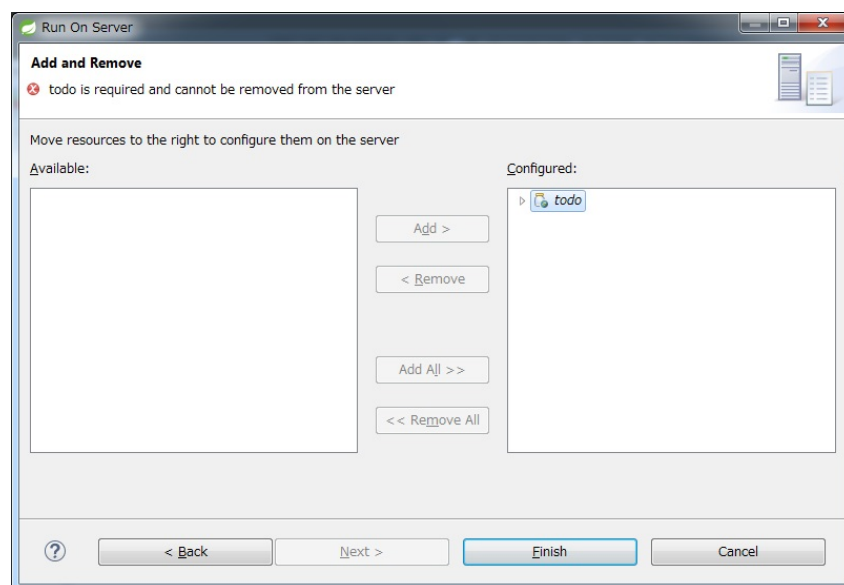 Run On Server
Add and Remove
todo is required and cannot be removed from the server
Move resources to the right to configure them on the server
Available:
Configured:
todo
Add >
< Remove
Add All >>
<< Remove All
? < Back Next > Finish Cancel